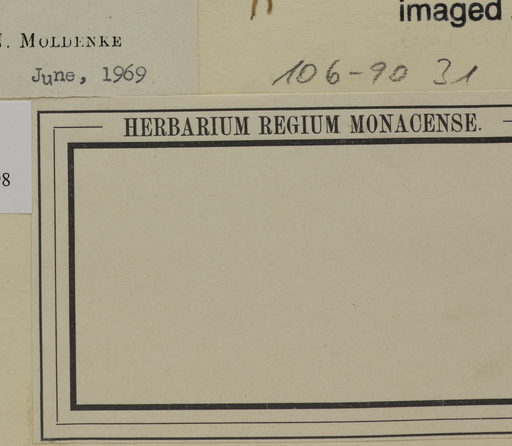 N. MOLDENKE
June, 1969
imaged
106-90 31
HERBARIUM REGIUM MONACENSE.
8